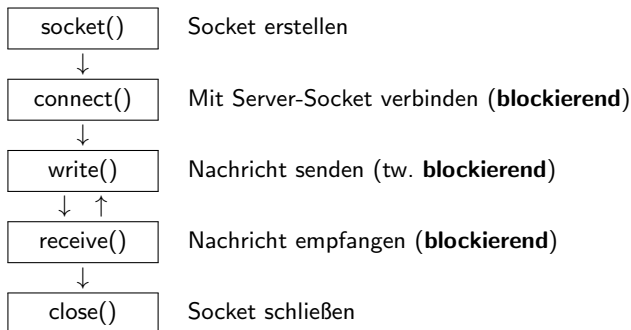 socket() Socket erstellen
connect() Mit Server-Socket verbinden (blockierend)
write() Nachricht senden (tw. blockierend)
receive() Nachricht empfangen (blockierend)
close() Socket schließen